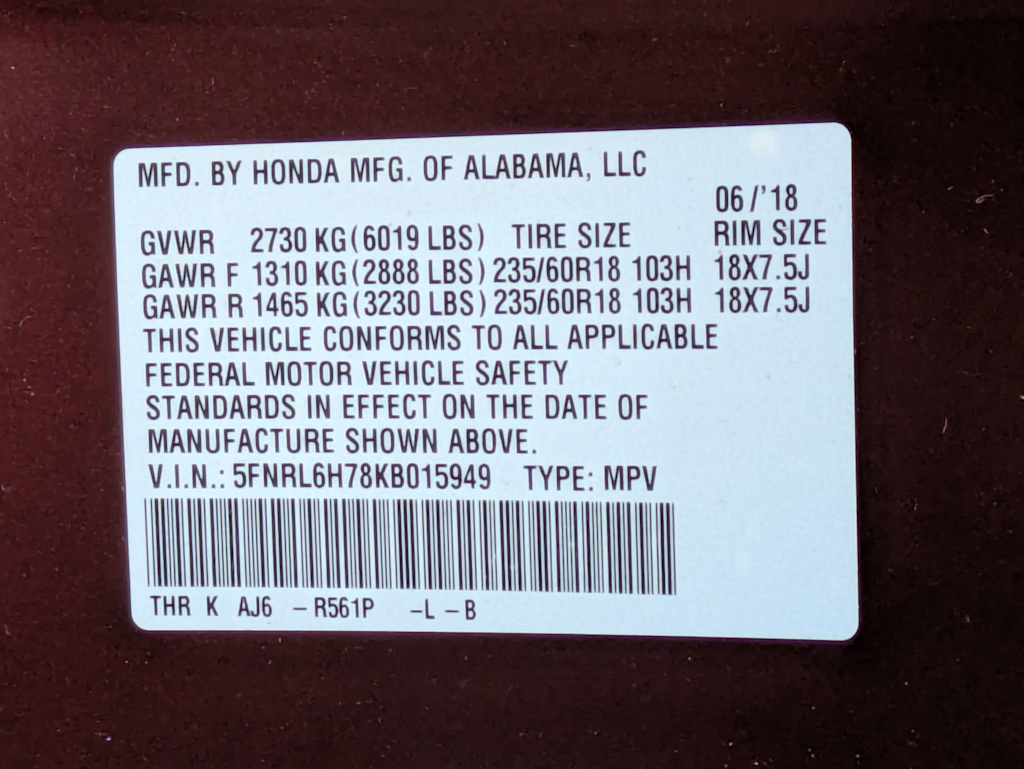 MFD. BY HONDA MFG. OF ALABAMA, LLC
06/'18
GVWR 2730 KG(6019 LBS) TIRE SIZE RIM SIZE
GAWR F 1310 KG(2888 LBS) 235/60R18 103H 18X7.5J
GAWR R 1465 KG(3230 LBS) 235/60R18 103H 18X7.5J
THIS VEHICLE CONFORMS TO ALL APPLICABLE
FEDERAL MOTOR VEHICLE SAFETY
STANDARDS IN EFFECT ON THE DATE OF
MANUFACTURE SHOWN ABOVE.
V.I.N.: 5FNRL6H78KB015949 TYPE: MPV
THR K AJ6 –R561P –L –B